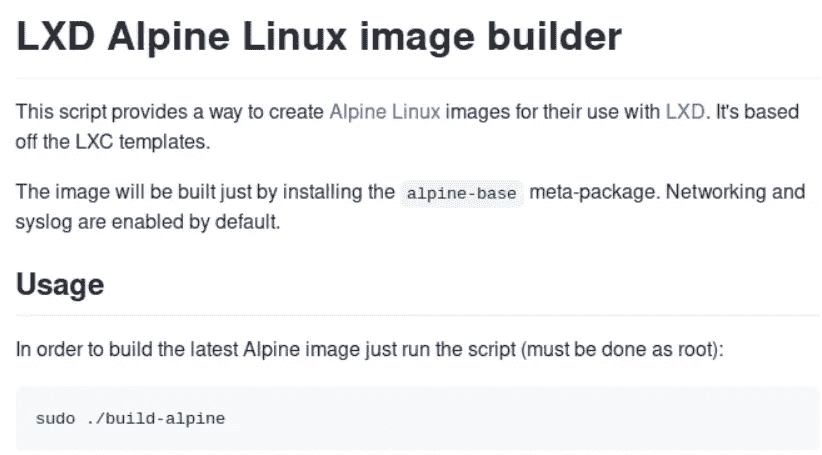 LXD Alpine Linux image builder
This script provides a way to create Alpine Linux images for their use with LXD. It's based
off the LXC templates.
The image will be built just by installing the alpine-base meta-package. Networking and
syslog are enabled by default.
Usage
In order to build the latest Alpine image just run the script (must be done as root):
sudo ./build-alpine